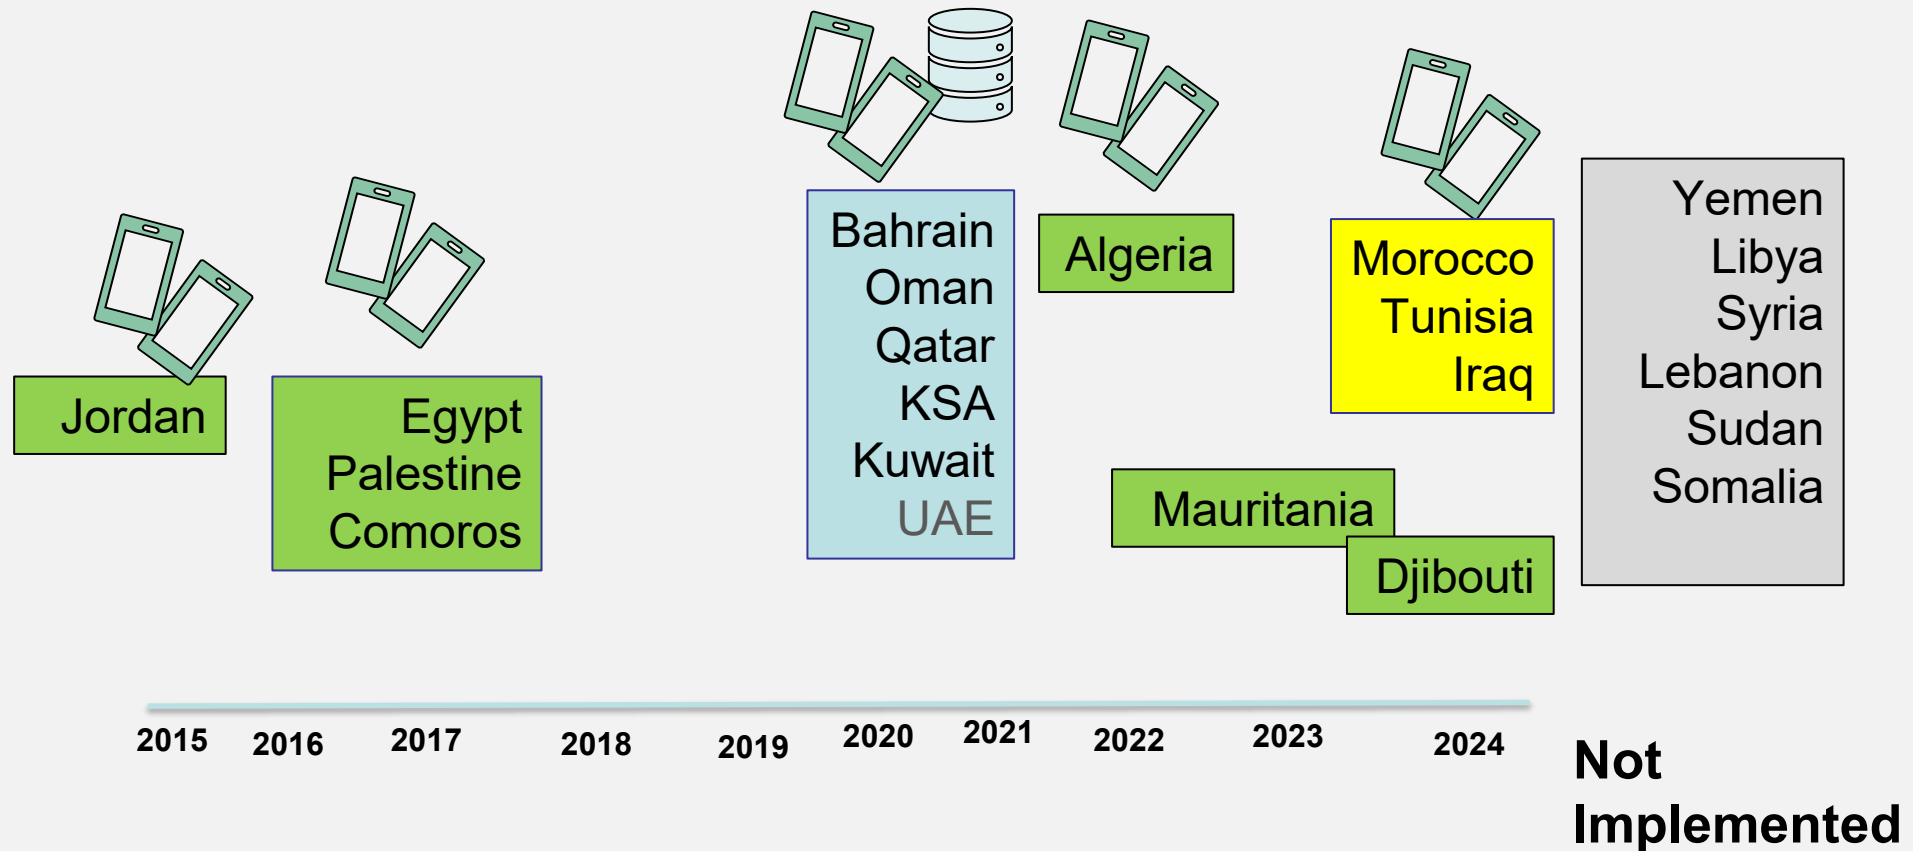 Jordan
Egypt
Palestine
Comoros
Bahrain
Oman
Qatar
KSA
Kuwait
UAE
Algeria
Mauritania
Djibouti
Morocco
Tunisia
Iraq
Yemen
Libya
Syria
Lebanon
Sudan
Somalia
2015 2016 2017 2018 2019 2020 2021 2022 2023 2024
Not
Implemented